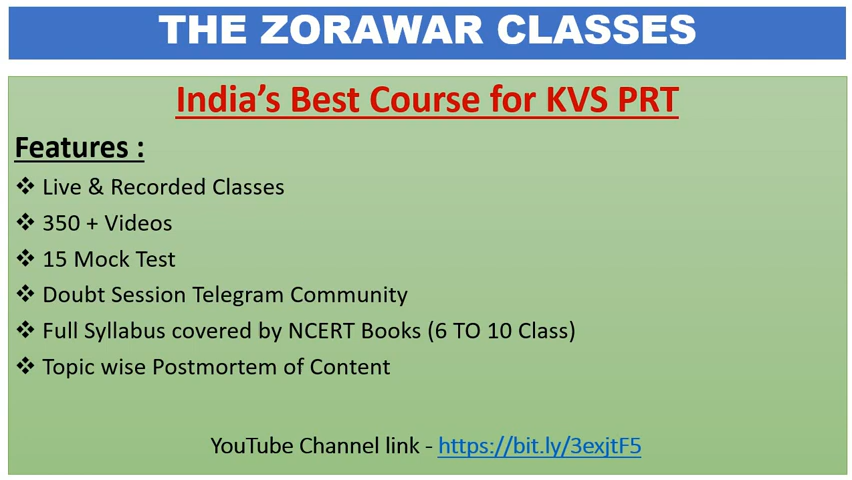 THE ZORAWAR CLASSES
India's Best Course for KVS PRT
Features :
❖ Live & Recorded Classes
❖ 350 + Videos
❖ 15 Mock Test
❖ Doubt Session Telegram Community
❖ Full Syllabus covered by NCERT Books (6 TO 10 Class)
❖ Topic wise Postmortem of Content
YouTube Channel link - https://bit.ly/3exjtF5